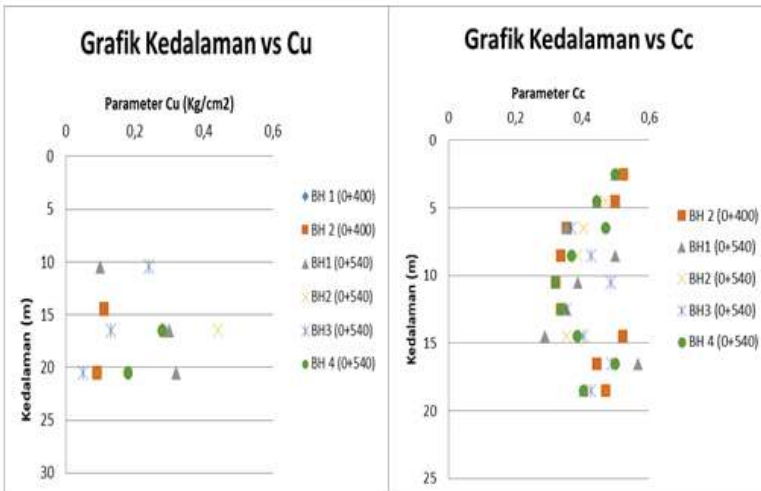 Grafik Kedalaman vs Cu
Parameter Cu (Kg/cm2)
0 0,2 0,4 0,6
0
5
10
15
20
25
30
Kedalaman (m)
BH 1 (0+400)
BH 2 (0+400)
BH1 (0+540)
BH2 (0+540)
BH3 (0+540)
BH 4 (0+540)
Grafik Kedalaman vs Cc
Parameter Cc
0 0,2 0,4 0,6
0
5
10
15
20
25
Kedalaman (m)
BH 2 (0+400)
BH1 (0+540)
BH2 (0+540)
BH3 (0+540)
BH 4 (0+540)